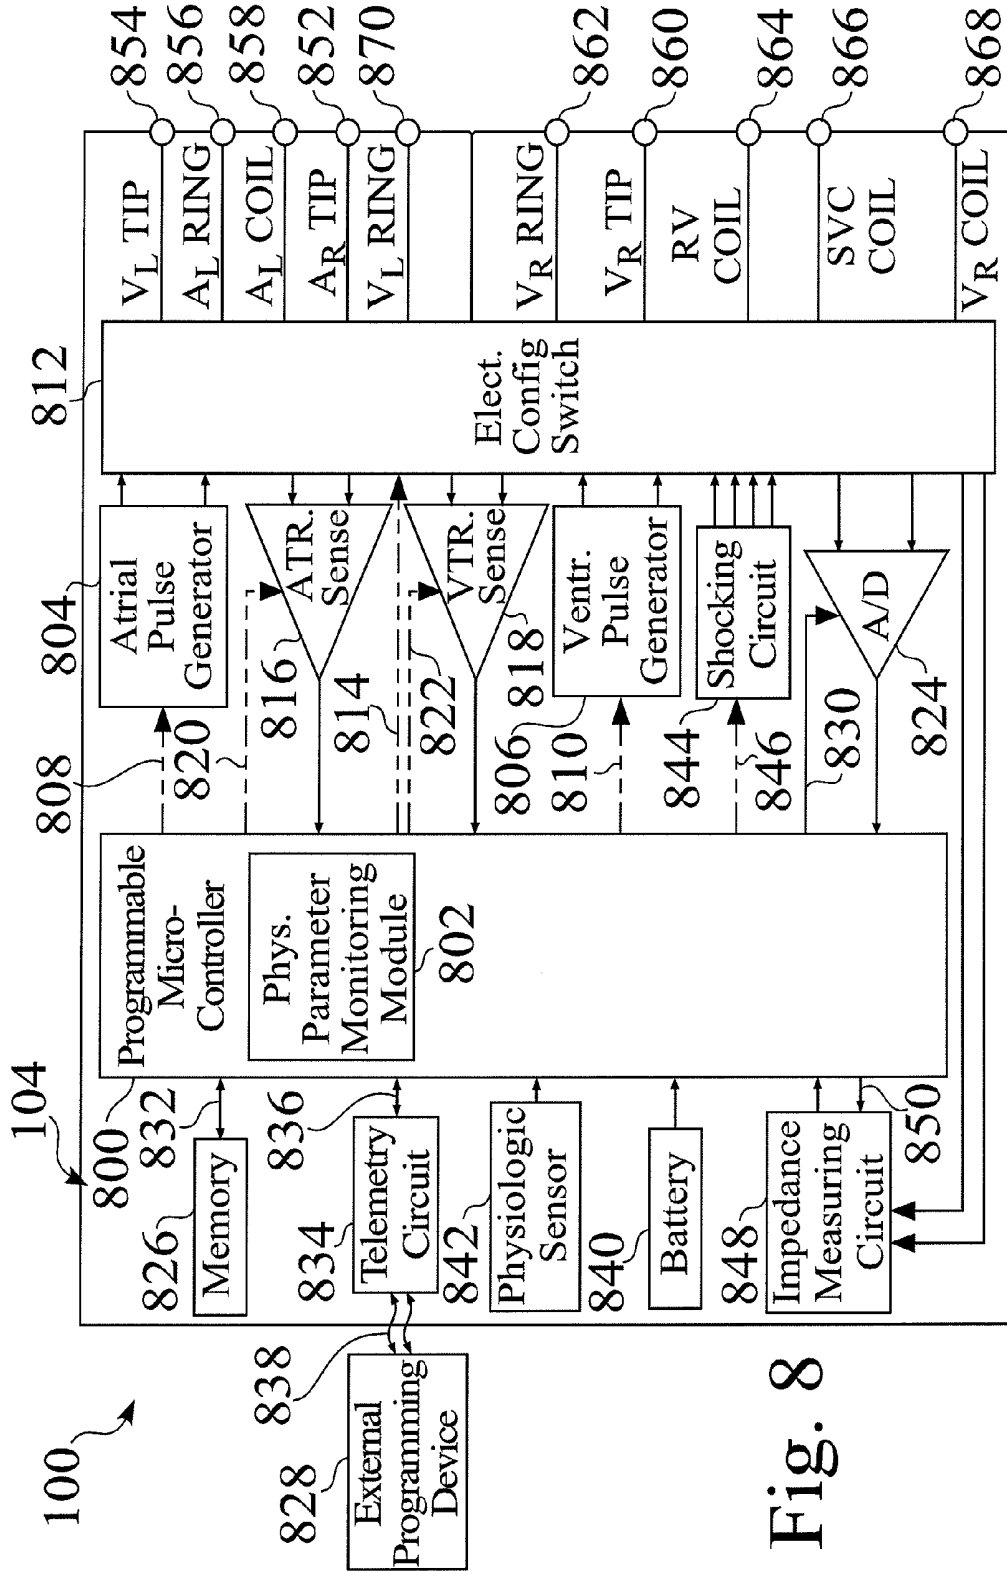 100
104
812
854
V_L TIP
856
A_L RING
858
A_L COIL
852
A_R TIP
870
V_L RING
862
V_R RING
860
V_R TIP
864
RV
COIL
866
SVC
COIL
868
V_R COIL
Elect.
Config
Switch
804
Atrial
Pulse
Generator
808
820
816
ATR.
Sense
814
822
VTR.
Sense
818
806
Ventr.
Pulse
Generator
810
844
Shocking
Circuit
846
830
A/D
824
800
Programmable
Micro-
Controller
Phys.
Parameter
Monitoring
Module
802
832
826
Memory
836
834
Telemetry
Circuit
838
828
External
Programming
Device
842
Physiologic
Sensor
840
Battery
848
Impedance
Measuring
Circuit
850
Fig. 8